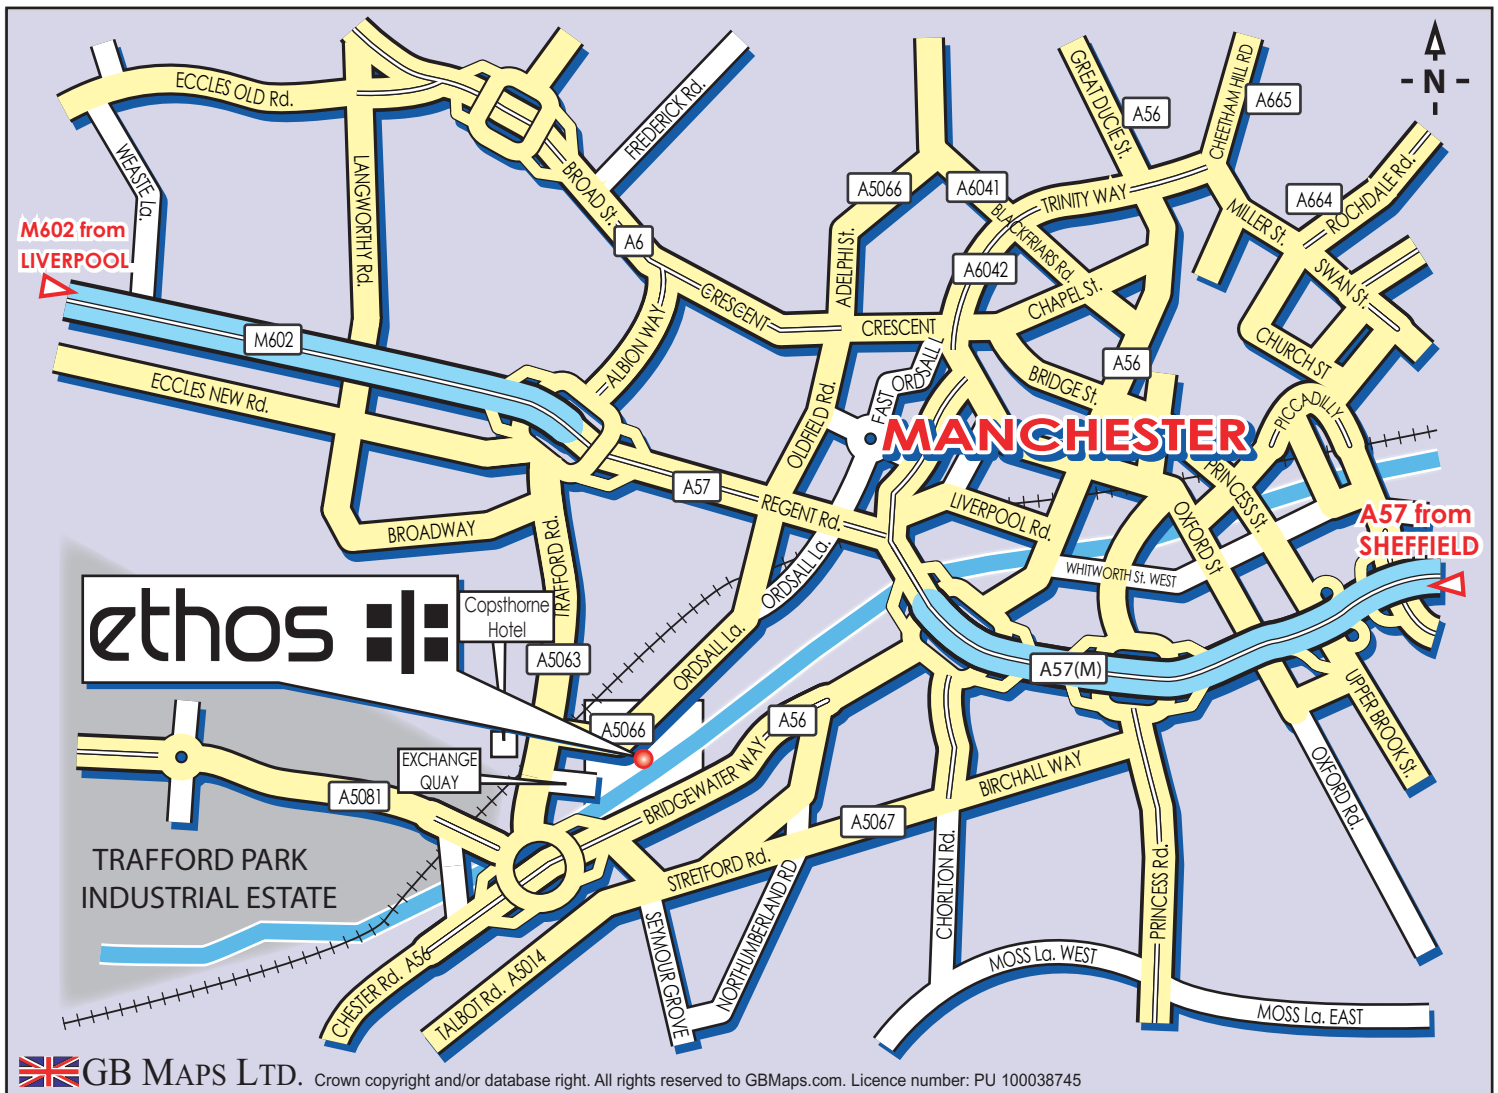 ECCLES OLD Rd.
WEASTE La.
LANGWORTHY Rd.
BROAD St.
FREDERICK Rd.
A5066
A6041
GREAT DUCIE St.
A56
CHEETHAM HILL RD
A665
N
A664
ROCHDALE Rd.
M602 from
LIVERPOOL
A6
ADELPHI St.
BLACKFRIARS Rd.
TRINITY WAY
MILLER St.
SWAN St.
A6042
CHAPEL St.
M602
ALBION WAY
CRESCENT
CRESCENT
EAST ORDSALL
A56
CHURCH ST
ECCLES NEW Rd.
OLDFIELD Rd.
BRIDGE St.
PICCADILLY
MANCHESTER
A57
REGENT Rd.
LIVERPOOL Rd.
PRINCESS St.
OXFORD St
A57 from
SHEFFIELD
BROADWAY
TRAFFORD Rd.
ORDSALL La.
WHITWORTH St. WEST
ethos
Copsthorne
Hotel
A5063
ORDSALL La.
A57(M)
UPPER BROOK St.
A5066
A56
EXCHANGE
QUAY
BRIDGEWATER WAY
BIRCHALL WAY
OXFORD Rd.
A5081
A5067
TRAFFORD PARK
INDUSTRIAL ESTATE
STRETFORD Rd.
CHORLTON Rd.
PRINCESS Rd.
SEYMOUR GROVE
NORTHUMBERLAND RD
CHESTER Rd. A56
TALBOT Rd. A5014
MOSS La. WEST
MOSS La. EAST
GB MAPS LTD. Crown copyright and/or database right. All rights reserved to GBMaps.com. Licence number: PU 100038745